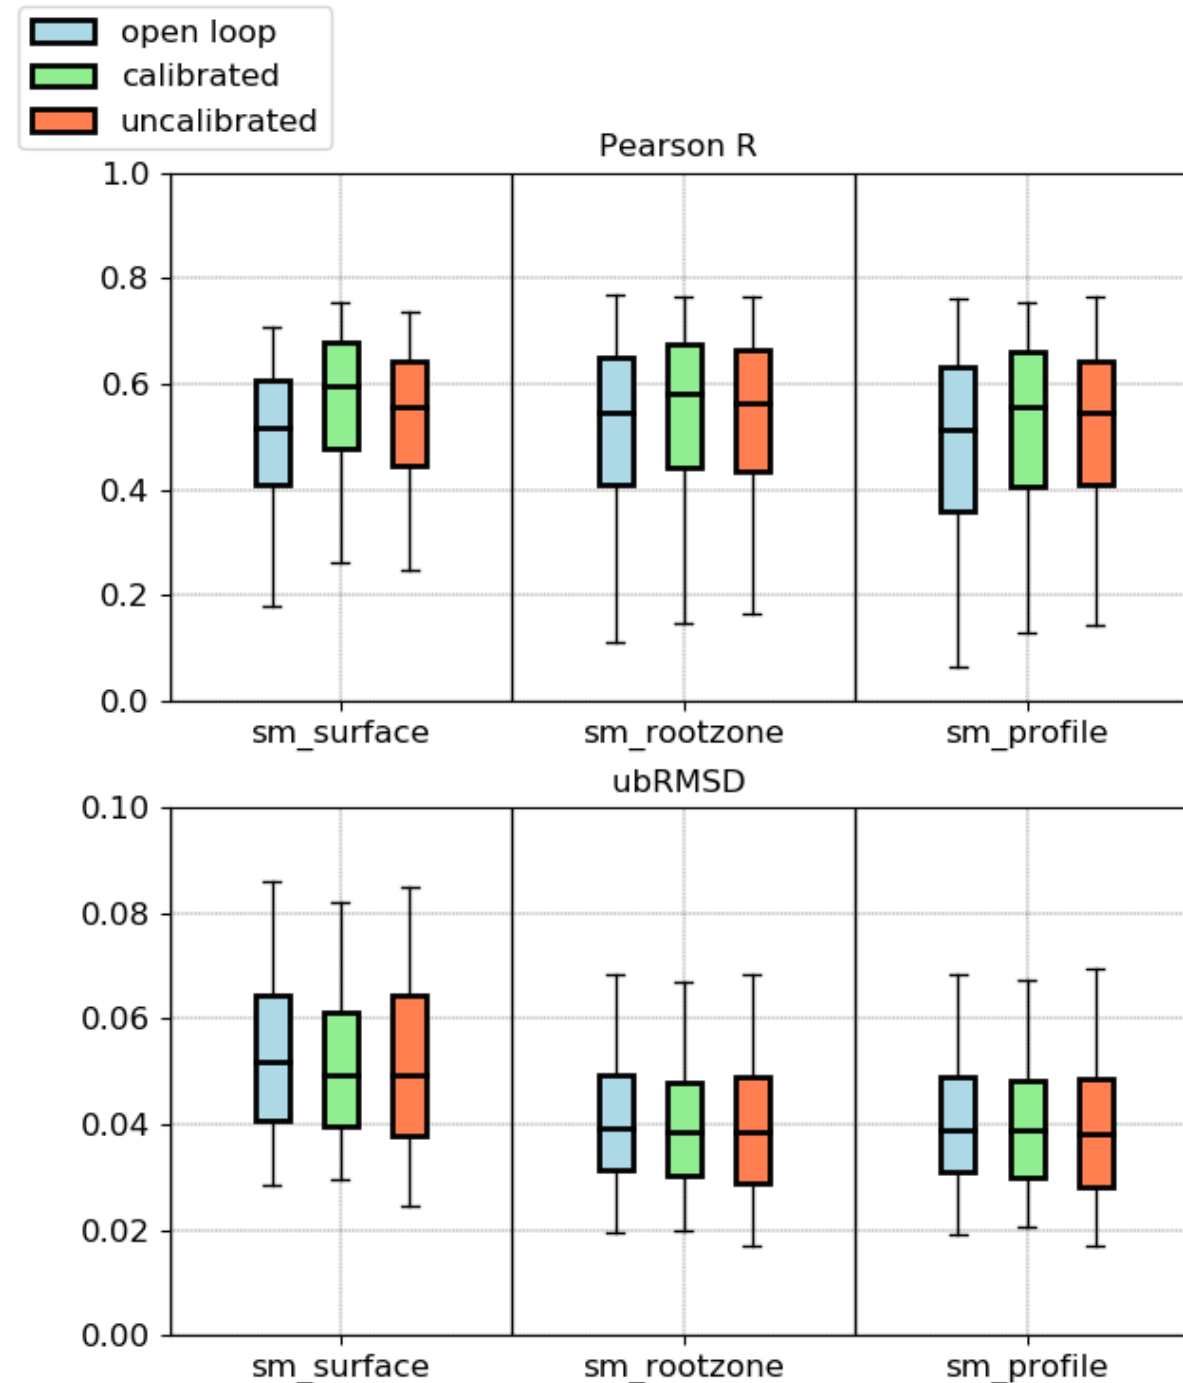 open loop
calibrated
uncalibrated
Pearson R
1.0
0.8
0.6
0.4
0.2
0.0
sm_surface sm_rootzone sm_profile
ubRMSD
0.10
0.08
0.06
0.04
0.02
0.00
sm_surface sm_rootzone sm_profile